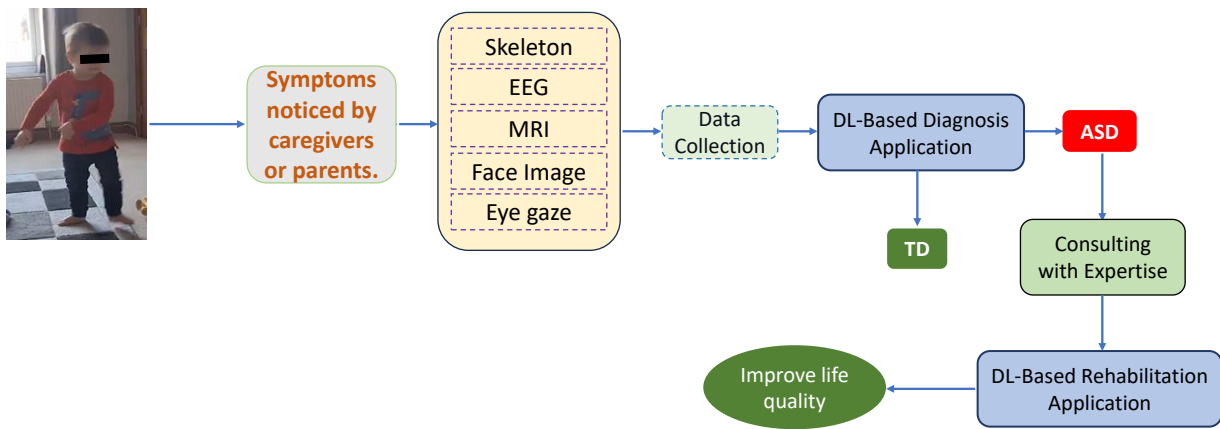 Symptoms
noticed by
caregivers
or parents.
Skeleton
EEG
MRI
Face Image
Eye gaze
Data
Collection
DL-Based Diagnosis
Application
ASD
TD
Consulting
with Expertise
DL-Based Rehabilitation
Application
Improve life
quality